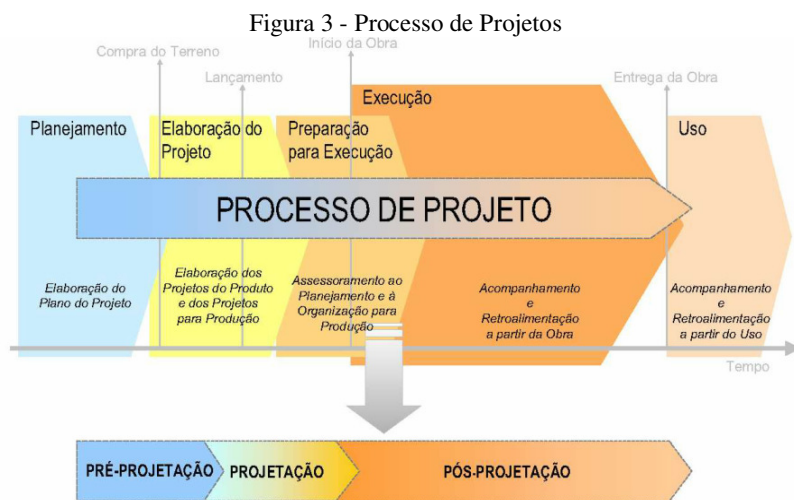 Figura 3 - Processo de Projetos
Início da Obra
Compra do Terreno
Lançamento
Entrega da Obra
Execução
Planejamento
Elaboração do
Projeto
Preparação
para Execução
Uso
PROCESSO DE PROJETO
Elaboração do
Plano do Projeto
Elaboração dos
Projetos do Produto
e dos Projetos
para Produção
Assessoramento ao
Planejamento e à
Organização para
Produção
Acompanhamento
e
Retroalimentação
a partir da Obra
Acompanhamento
e
Retroalimentação
a partir do Uso
Tempo
PRÉ-PROJETAÇÃO
PROJETAÇÃO
PÓS-PROJETAÇÃO